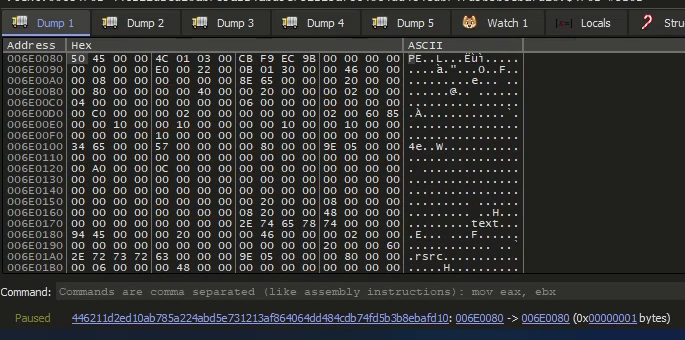 Dump 1 Dump 2 Dump 3 Dump 4 Dump 5 Watch 1 Locals Stru
Address Hex ASCII
006E0080 50 45 00 00 4C 01 03 00 CB F9 EC 9B 00 00 00 00 PE..L...Ëùì.....
006E0090 00 00 00 00 E0 00 22 00 0B 01 30 00 00 46 00 00 ....à."...0..F..
006E00A0 00 08 00 00 00 00 00 00 8E 65 00 00 00 20 00 00 .........e... ..
006E00B0 00 80 00 00 00 00 40 00 00 20 00 00 00 02 00 00 ......@.. ......
006E00C0 04 00 00 00 00 00 00 00 06 00 00 00 00 00 00 00 ................
006E00D0 00 C0 00 00 00 02 00 00 00 00 00 00 02 00 60 85 .À............`.
006E00E0 00 00 10 00 00 10 00 00 00 00 10 00 00 10 00 00 ................
006E00F0 00 00 00 00 10 00 00 00 00 00 00 00 00 00 00 00 ................
006E0100 34 65 00 00 57 00 00 00 00 80 00 00 9E 05 00 00 4e..W...........
006E0110 00 00 00 00 00 00 00 00 00 00 00 00 00 00 00 00 ................
006E0120 00 A0 00 00 0C 00 00 00 00 00 00 00 00 00 00 00 . ..............
006E0130 00 00 00 00 00 00 00 00 00 00 00 00 00 00 00 00 ................
006E0140 00 00 00 00 00 00 00 00 00 00 00 00 00 00 00 00 ................
006E0150 00 00 00 00 00 00 00 00 00 20 00 00 08 00 00 00 ......... ......
006E0160 00 00 00 00 00 00 00 00 08 20 00 00 48 00 00 00 ......... ..H...
006E0170 00 00 00 00 00 00 00 00 2E 74 65 78 74 00 00 00 .........text...
006E0180 94 45 00 00 00 20 00 00 00 46 00 00 00 02 00 00 .E... ...F......
006E0190 00 00 00 00 00 00 00 00 00 00 00 00 20 00 00 60 ............ ..`
006E01A0 2E 72 73 72 63 00 00 00 9E 05 00 00 00 80 00 00 .rsrc...........
006E01B0 00 06 00 00 00 48 00 00 00 00 00 00 00 00 00 00 .....H..........
Command: Commands are comma separated (like assembly instructions): mov eax, ebx
Paused 446211d2ed10ab785a224abd5e731213af864064dd484cdb74fd5b3b8ebafd10: 006E0080 -> 006E0080 (0x00000001 bytes)